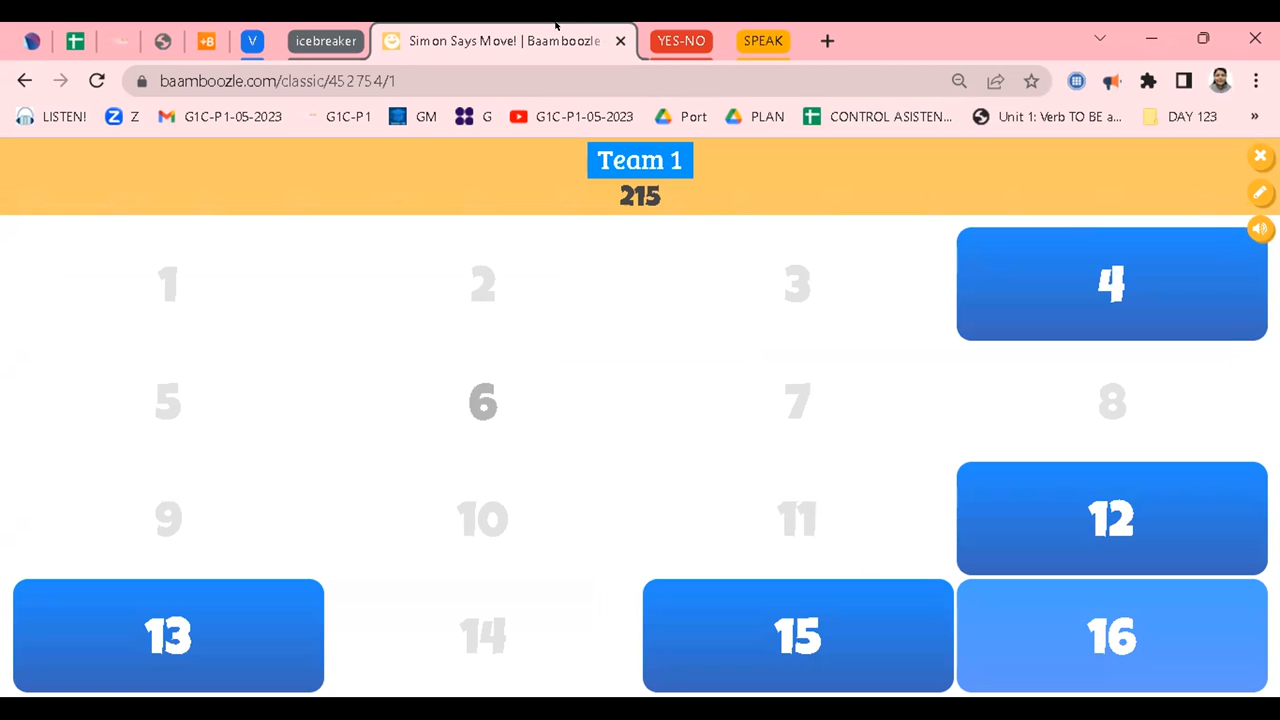 icebreaker Simon Says Move! | Baamboozle YES-NO SPEAK
baamboozle.com/classic/452754/1
LISTEN! Z G1C-P1-05-2023 G1C-P1 GM G G1C-P1-05-2023 Port PLAN CONTROL ASISTEN... Unit 1: Verb TO BE a... DAY 123 »
Team 1
215
1 2 3 4
5 6 7 8
9 10 11 12
13 14 15 16